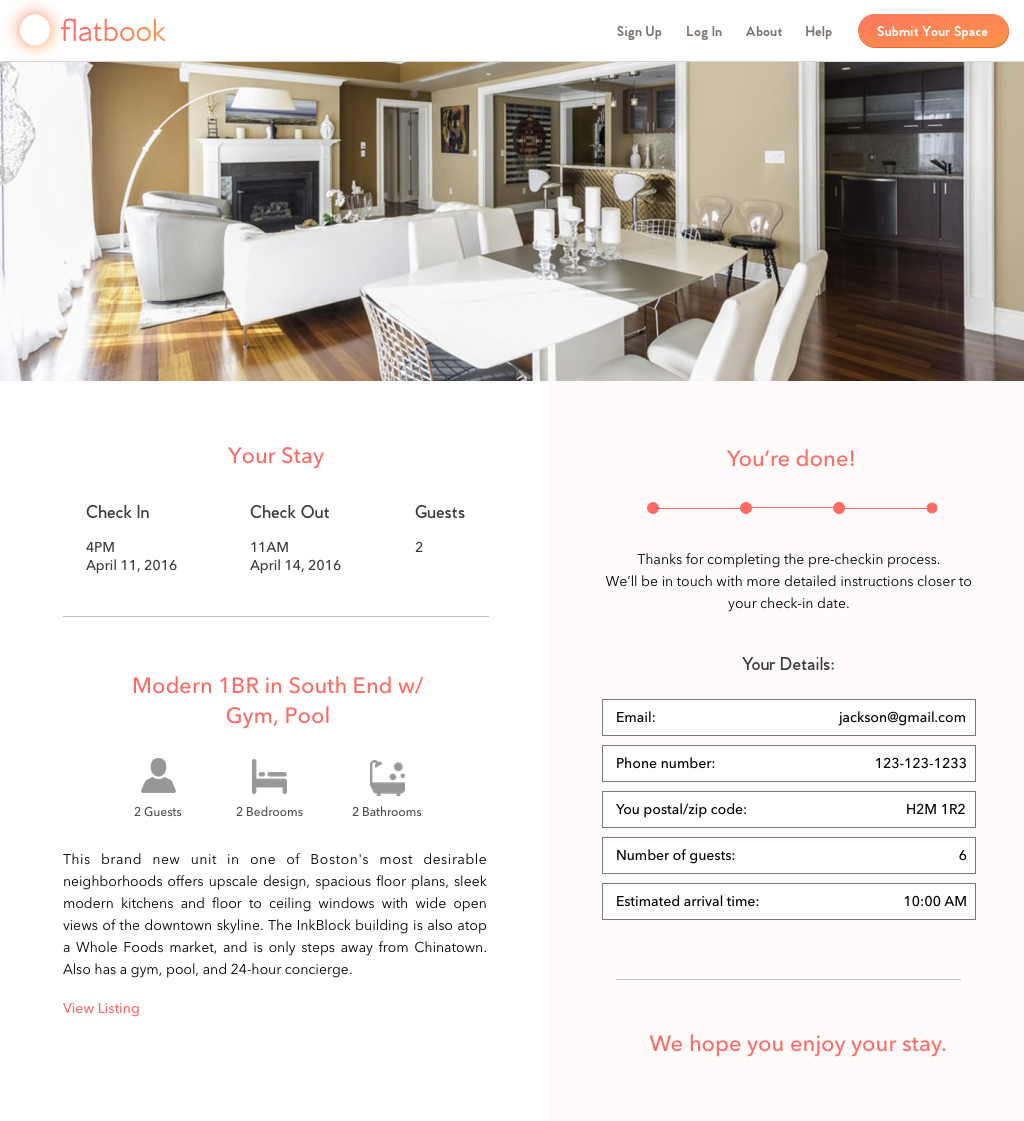 flatbook
Sign Up
Log In
About
Help
Submit Your Space
Your Stay
Check In
Check Out
Guests
4PM
11AM
2
April 11, 2016
April 14, 2016
Modern 1BR in South End w/
Gym, Pool
2 Guests
2 Bedrooms
2 Bathrooms
This brand new unit in one of Boston's most desirable
neighborhoods offers upscale design, spacious floor plans, sleek
modern kitchens and floor to ceiling windows with wide open
views of the downtown skyline. The InkBlock building is also atop
a Whole Foods market, and is only steps away from Chinatown.
Also has a gym, pool, and 24-hour concierge.
View Listing
You’re done!
Thanks for completing the pre-checkin process.
We’ll be in touch with more detailed instructions closer to
your check-in date.
Your Details:
Email: jackson@gmail.com
Phone number: 123-123-1233
You postal/zip code: H2M 1R2
Number of guests: 6
Estimated arrival time: 10:00 AM
We hope you enjoy your stay.